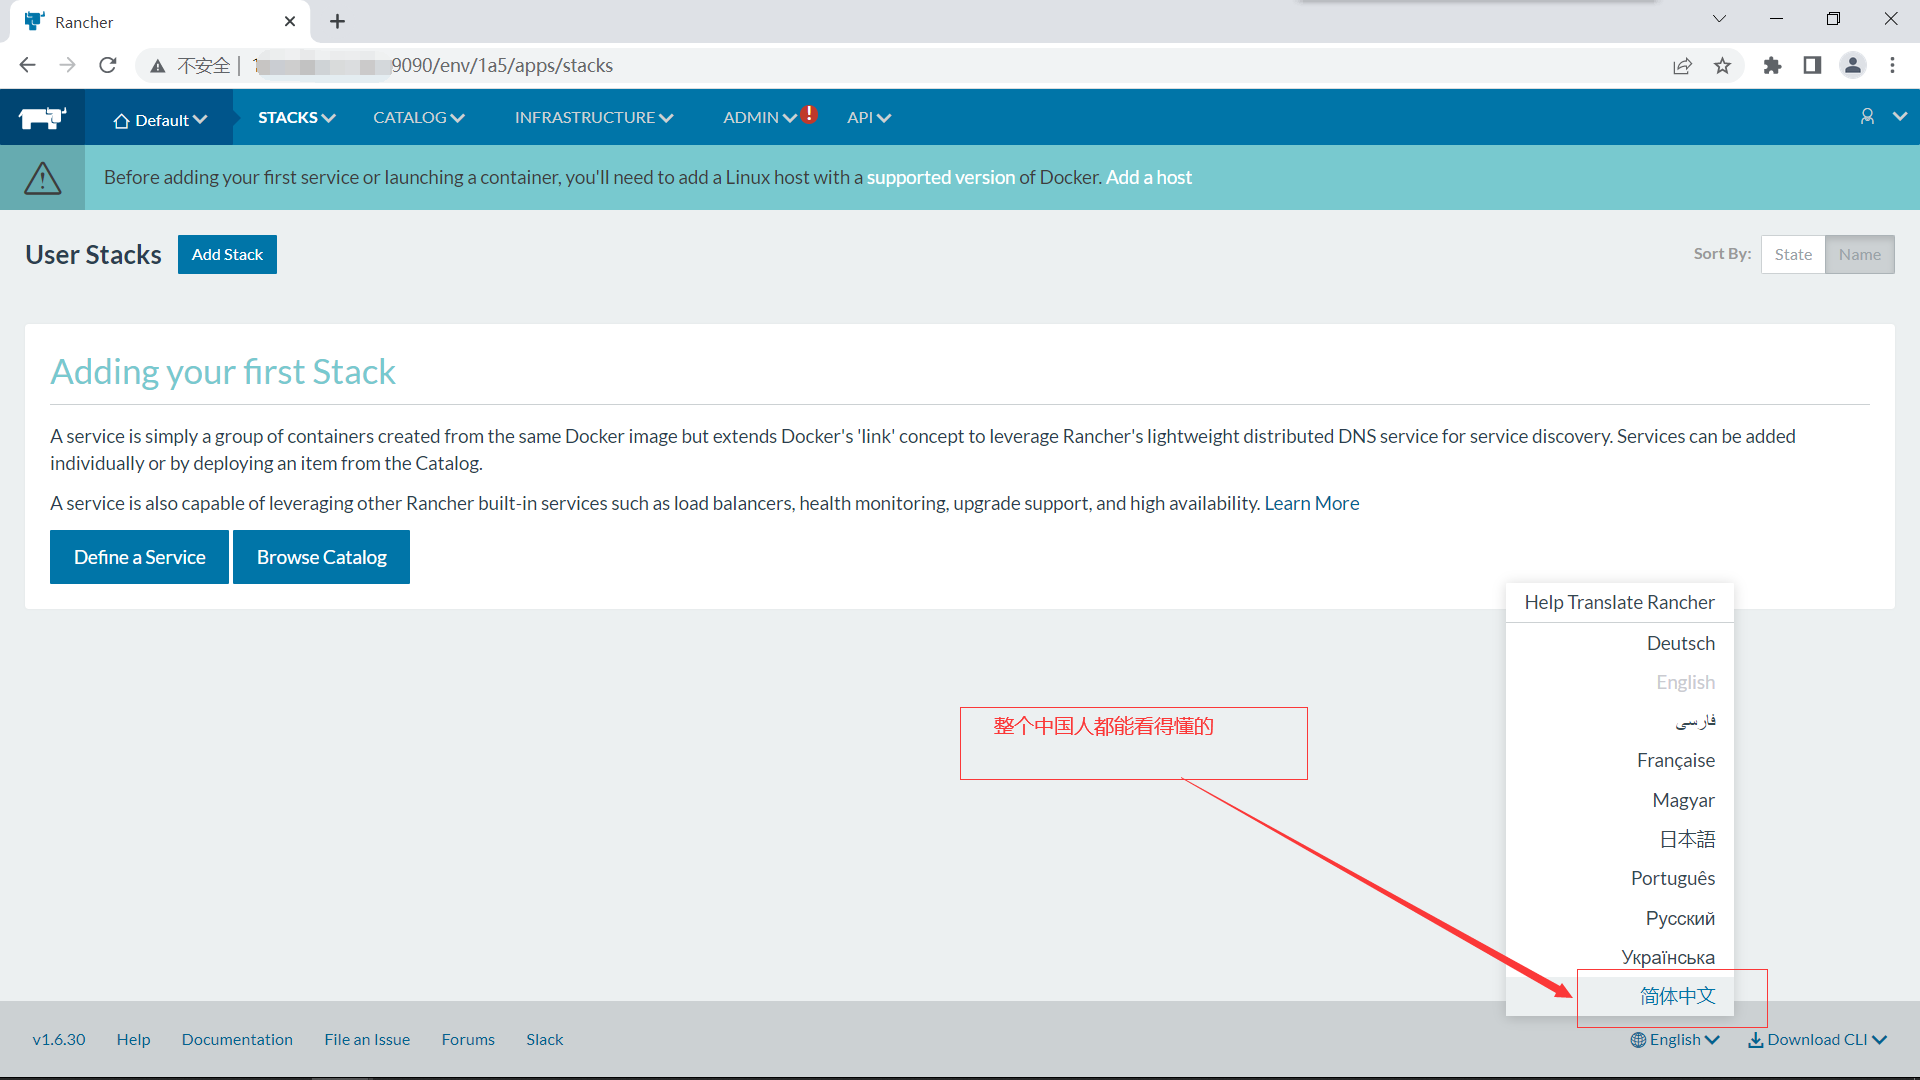 Rancher
不安全 | 9090/env/1a5/apps/stacks
Default STACKS CATALOG INFRASTRUCTURE ADMIN API
Before adding your first service or launching a container, you'll need to add a Linux host with a supported version of Docker. Add a host
User Stacks Add Stack Sort By: State Name
Adding your first Stack
A service is simply a group of containers created from the same Docker image but extends Docker's 'link' concept to leverage Rancher's lightweight distributed DNS service for service discovery. Services can be added
individually or by deploying an item from the Catalog.
A service is also capable of leveraging other Rancher built-in services such as load balancers, health monitoring, upgrade support, and high availability. Learn More
Define a Service Browse Catalog
Help Translate Rancher
Deutsch
English
فارسی
Française
Magyar
日本語
Português
Русский
Українська
简体中文
整个中国人都能看得懂的
v1.6.30 Help Documentation File an Issue Forums Slack English Download CLI